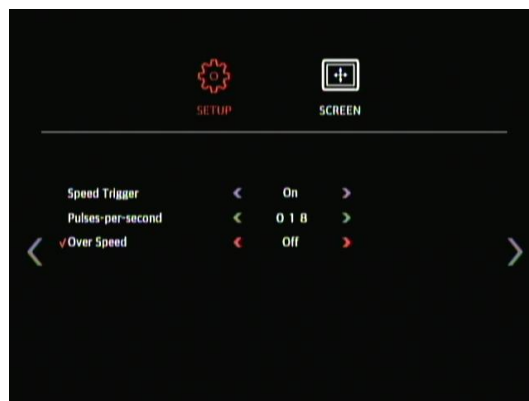 SETUP SCREEN
Speed Trigger On
Pulses-per-second 0 1 8
Over Speed Off